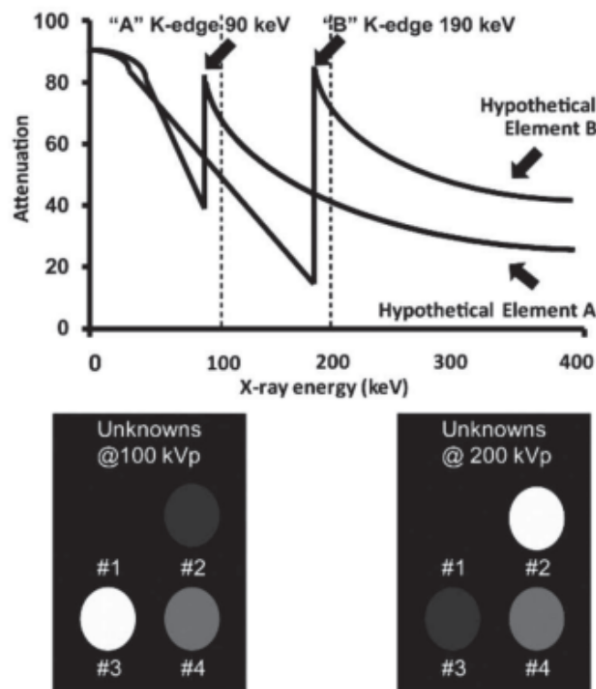 "A" K-edge 90 keV
"B" K-edge 190 keV
100
80
60
40
20
0
Attenuation
Hypothetical
Element B
Hypothetical Element A
0 100 200 300 400
X-ray energy (keV)
Unknowns
@100 kVp
#1 #2
#3 #4
Unknowns
@ 200 kVp
#1 #2
#3 #4